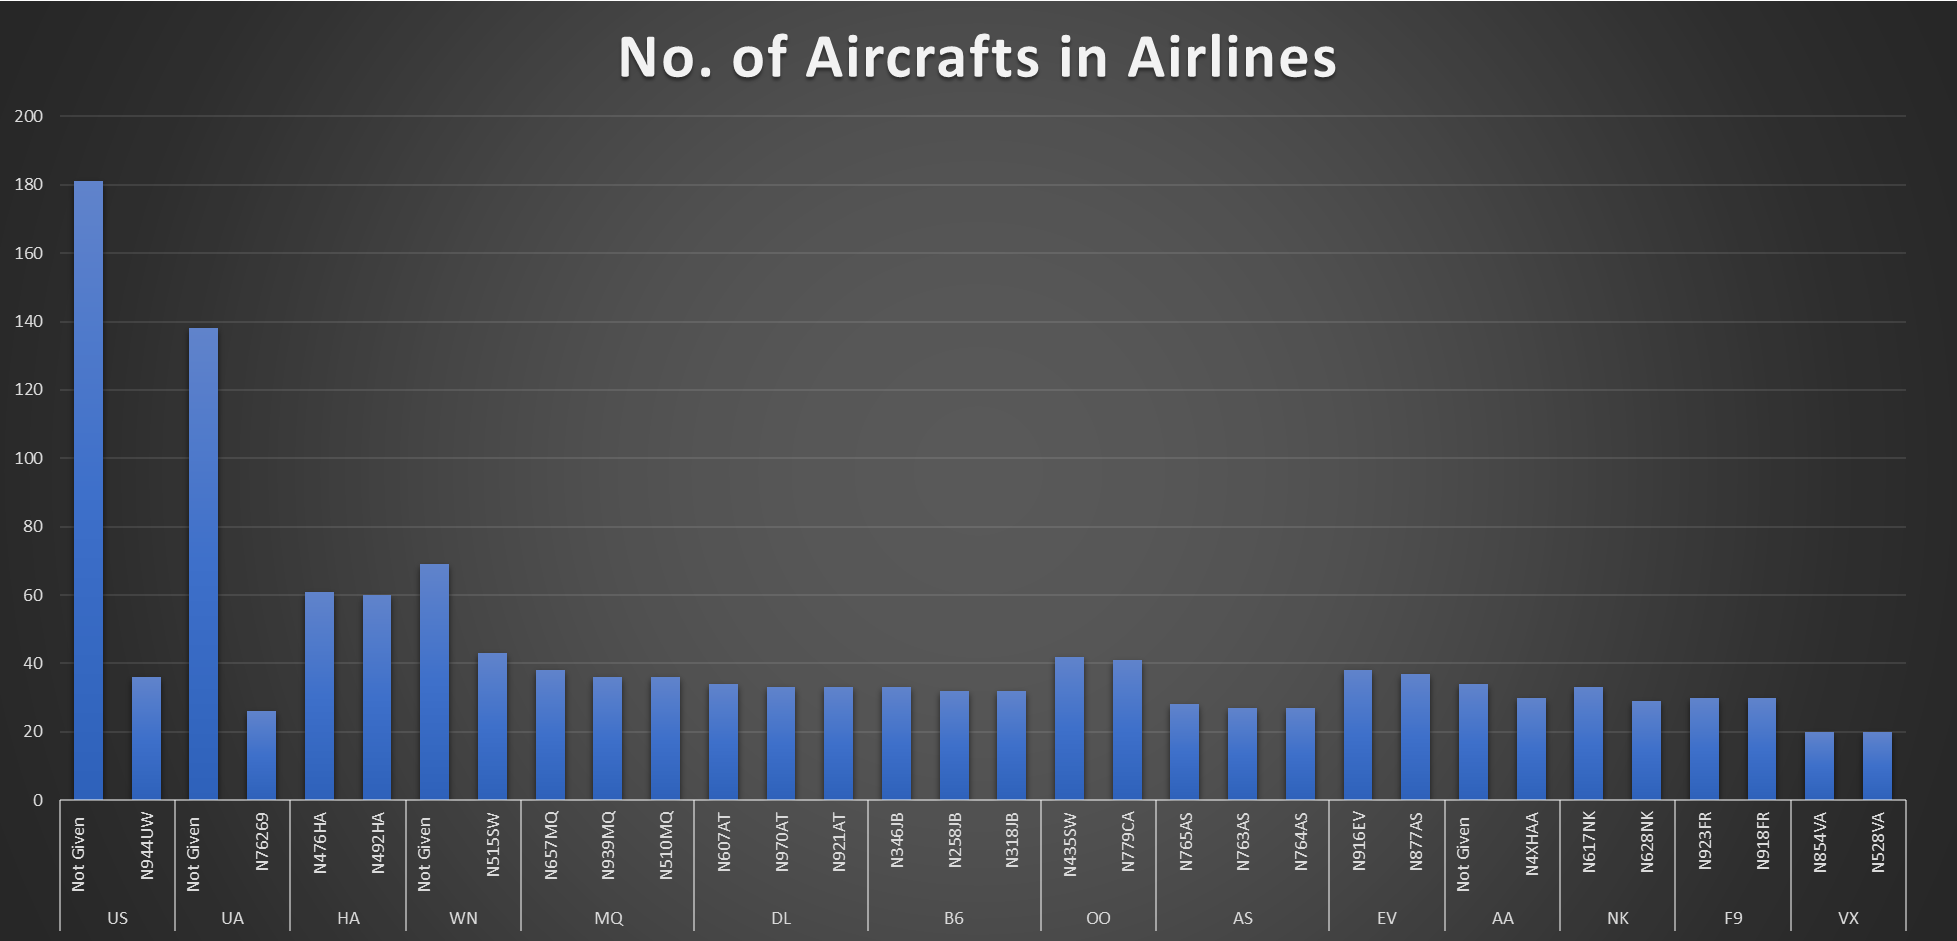 No. of Aircrafts in Airlines
200
180
160
140
120
100
80
60
40
20
0
Not Given
N944UW
Not Given
N76269
N476HA
N492HA
Not Given
N515SW
N657MQ
N939MQ
N510MQ
N607AT
N970AT
N921AT
N346JB
N258JB
N318JB
N435SW
N779CA
N765AS
N763AS
N764AS
N916EV
N877AS
Not Given
N4XHAA
N617NK
N628NK
N923FR
N918FR
N854VA
N528VA
US UA HA WN MQ DL B6 OO AS EV AA NK F9 VX